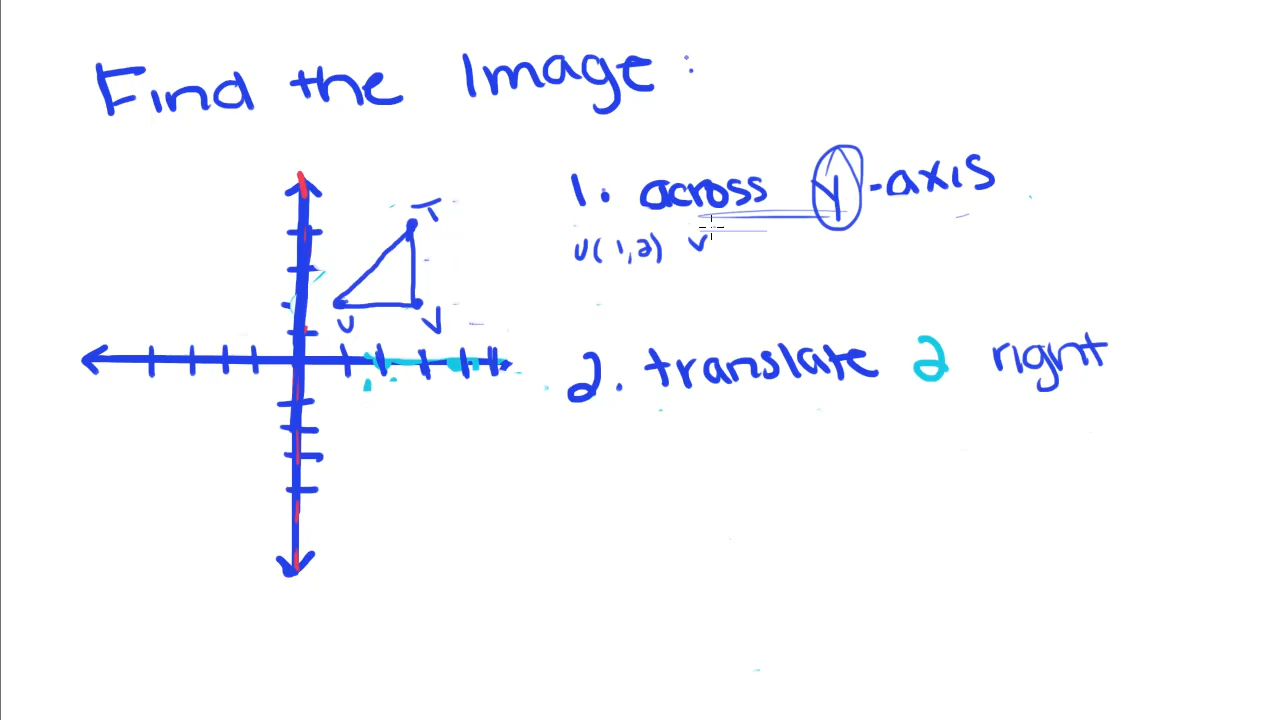 Find the Image:
1. across Y-axis
U(1,2) V
T
U V
2. translate 2 right